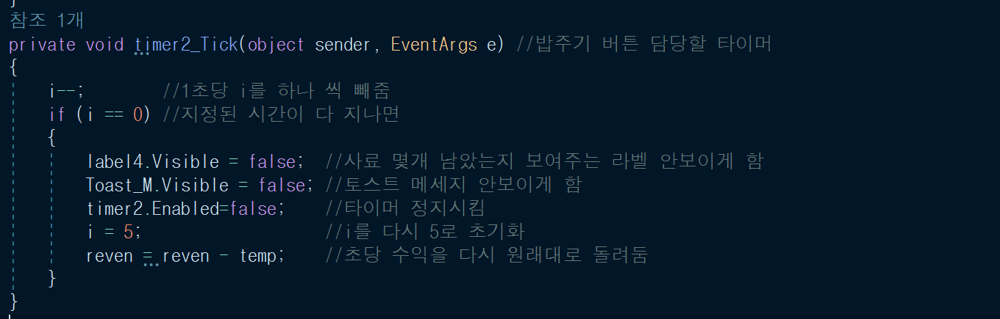 }
참조 1개
private void timer2_Tick(object sender, EventArgs e) //밥주기 버튼 담당할 타이머
{
i--; //1초당 i를 하나 씩 빼줌
if (i == 0) //지정된 시간이 다 지나면
{
label4.Visible = false; //사료 몇개 남았는지 보여주는 라벨 안보이게 함
Toast_M.Visible = false; //토스트 메세지 안보이게 함
timer2.Enabled=false; //타이머 정지시킴
i = 5; //i를 다시 5로 초기화
reven = reven - temp; //초당 수익을 다시 원래대로 돌려둠
}
}